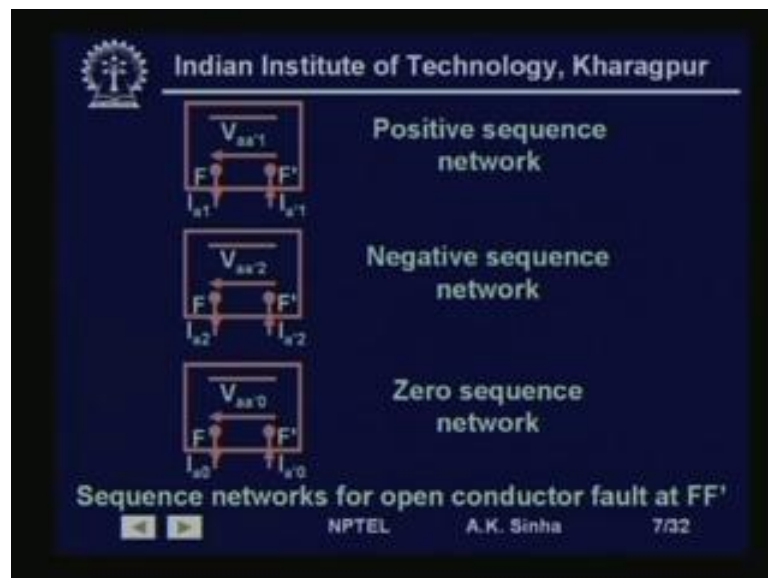 Indian Institute of Technology, Kharagpur
Vaa'1
F F'
Ia1 Ia'1
Positive sequence
network
Vaa'2
F F'
Ia2 Ia'2
Negative sequence
network
Vaa'0
F F'
Ia0 Ia'0
Zero sequence
network
Sequence networks for open conductor fault at FF'
NPTEL A.K. Sinha 7/32